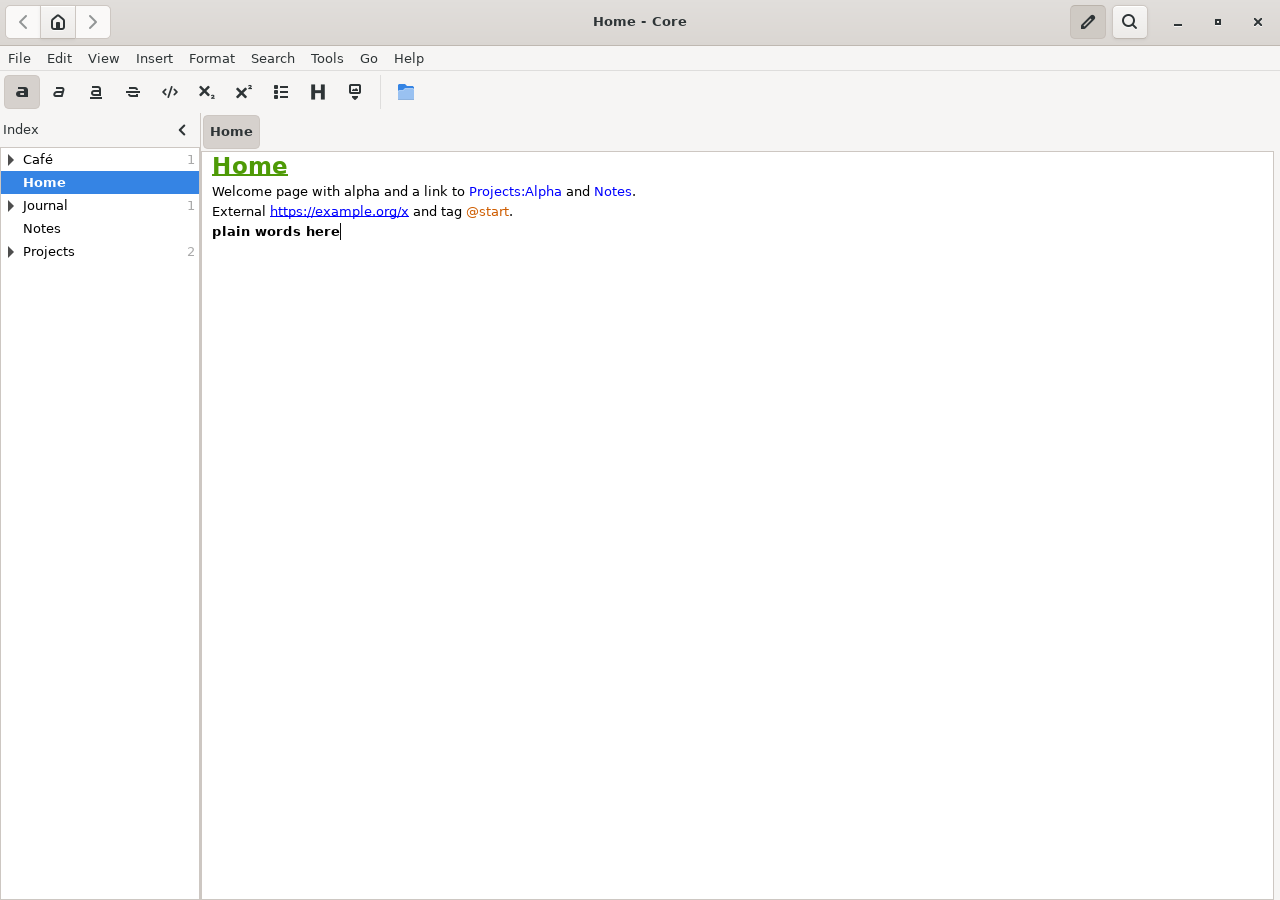 Home - Core
File Edit View Insert Format Search Tools Go Help
a a a S </> X₂ X² H
Index
Home
Café 1
Home
Journal 1
Notes
Projects 2
Home
Welcome page with alpha and a link to Projects:Alpha and Notes.
External https://example.org/x and tag @start.
plain words here